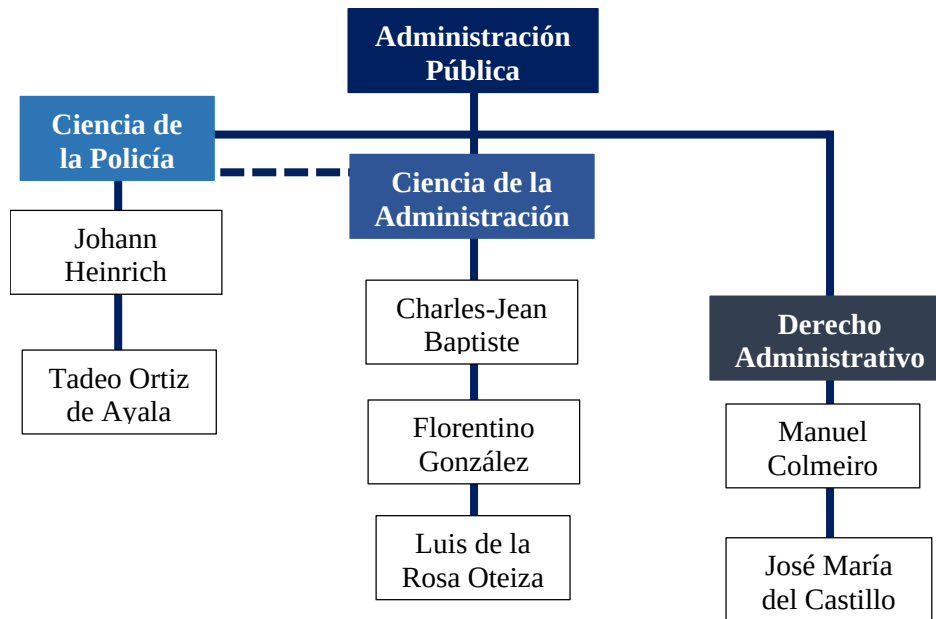 Administración
Pública
Ciencia de
la Policía
Johann
Heinrich
Tadeo Ortiz
de Ayala
Ciencia de la
Administración
Charles-Jean
Baptiste
Florentino
González
Luis de la
Rosa Oteiza
Derecho
Administrativo
Manuel
Colmeiro
José María
del Castillo